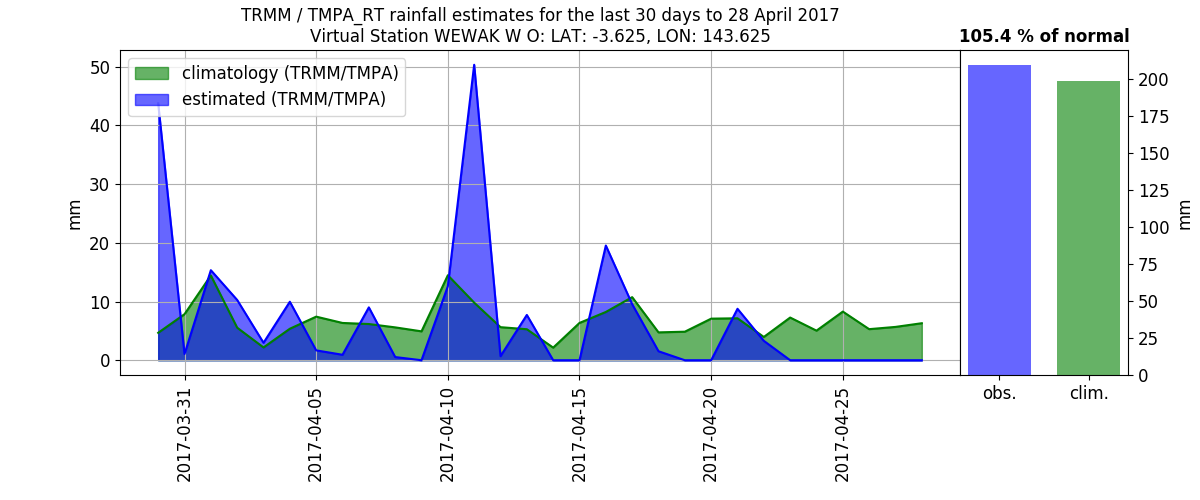 TRMM / TMPA_RT rainfall estimates for the last 30 days to 28 April 2017
Virtual Station WEWAK W O: LAT: -3.625, LON: 143.625
105.4 % of normal
climatology (TRMM/TMPA)
estimated (TRMM/TMPA)
mm
50
40
30
20
10
0
2017-03-31
2017-04-05
2017-04-10
2017-04-15
2017-04-20
2017-04-25
200
175
150
125
100
75
50
25
0
mm
obs.
clim.